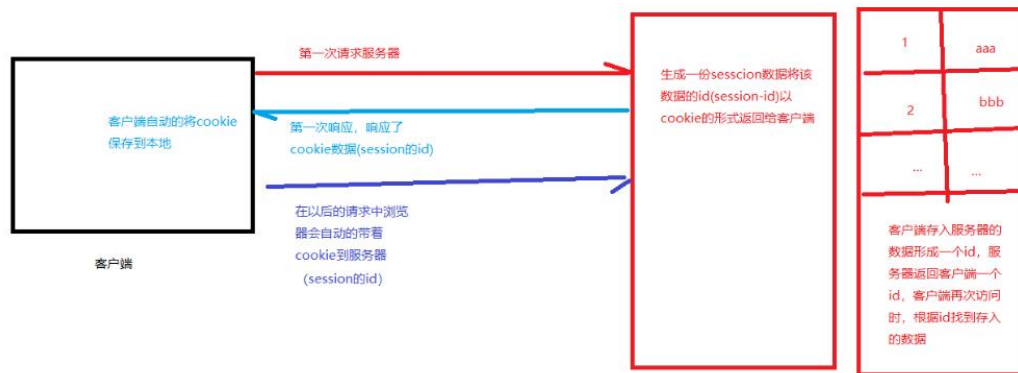 第一次请求服务器
客户端自动的将cookie
保存到本地
第一次响应，响应了
cookie数据(session的id)
在以后的请求中浏览
器会自动的带着
cookie到服务器
（session的id）
客户端
生成一份sesscion数据将该
数据的id(session-id)以
cookie的形式返回给客户端
1 aaa
2 bbb
... ...
客户端存入服务器的
数据形成一个id，服
务器返回客户端一个
id，客户端再次访问
时，根据id找到存入
的数据